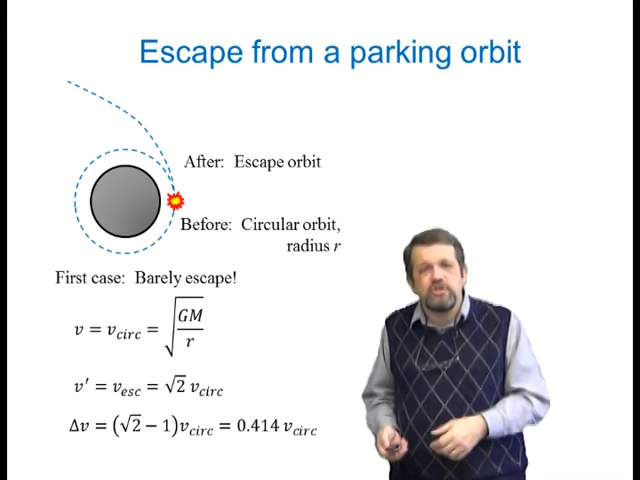 Escape from a parking orbit
After: Escape orbit
Before: Circular orbit,
radius r
First case: Barely escape!
v = v_circ = √(GM/r)
v′ = v_esc = √2 v_circ
Δv = (√2 − 1)v_circ = 0.414 v_circ